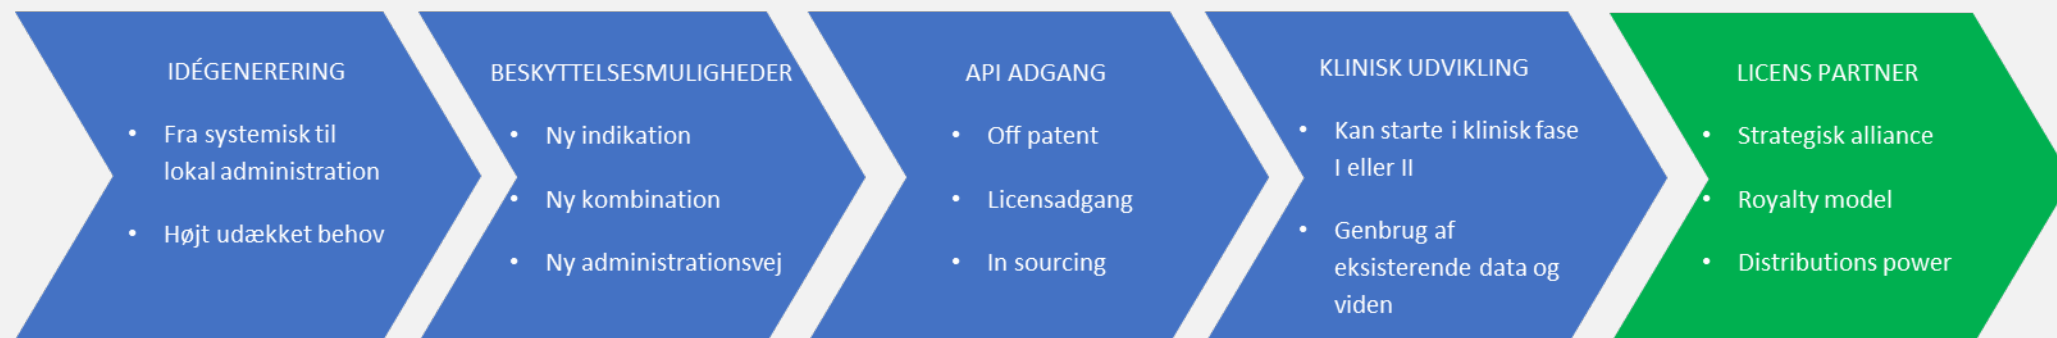 IDÉGENERERING
• Fra systemisk til
lokal administration
• Højt udækket behov
BESKYTTELSESMULIGHEDER
• Ny indikation
• Ny kombination
• Ny administrationsvej
API ADGANG
• Off patent
• Licensadgang
• In sourcing
KLINISK UDVIKLING
• Kan starte i klinisk fase
I eller II
• Genbrug af
eksisterende data og
viden
LICENS PARTNER
• Strategisk alliance
• Royalty model
• Distributions power